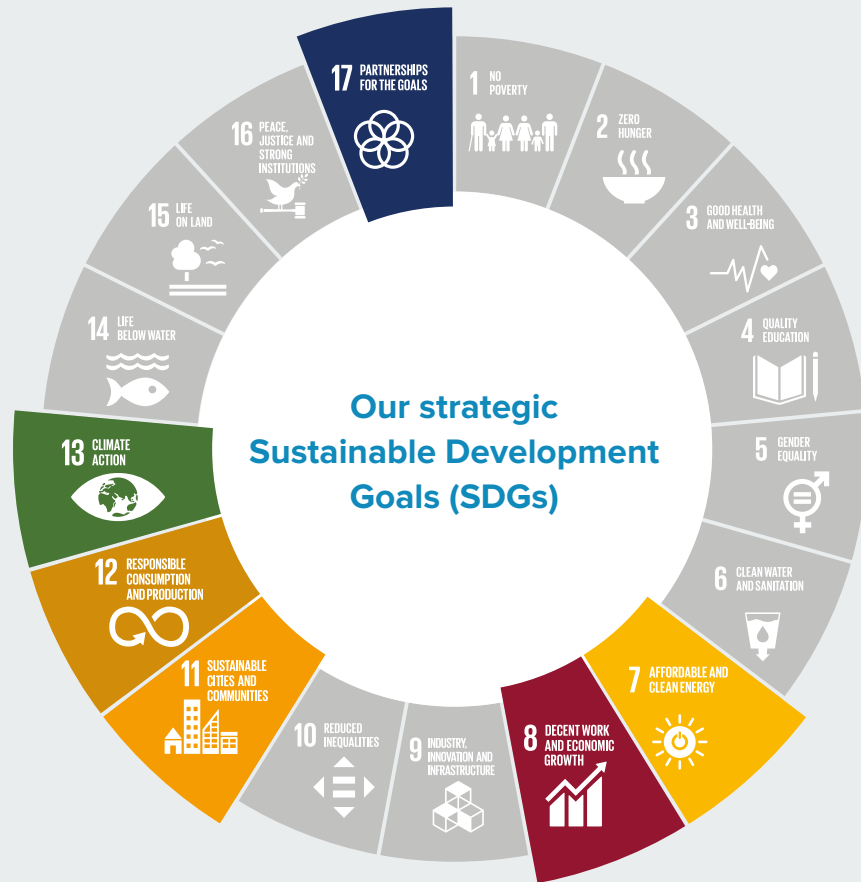 17 PARTNERSHIPS
FOR THE GOALS
1 NO
POVERTY
2 ZERO
HUNGER
3 GOOD HEALTH
AND WELL-BEING
4 QUALITY
EDUCATION
5 GENDER
EQUALITY
6 CLEAN WATER
AND SANITATION
7 AFFORDABLE AND
CLEAN ENERGY
8 DECENT WORK
AND ECONOMIC
GROWTH
9 INDUSTRY,
INNOVATION AND
INFRASTRUCTURE
10 REDUCED
INEQUALITIES
11 SUSTAINABLE
CITIES AND
COMMUNITIES
12 RESPONSIBLE
CONSUMPTION
AND PRODUCTION
13 CLIMATE
ACTION
14 LIFE
BELOW WATER
15 LIFE
ON LAND
16 PEACE,
JUSTICE AND
STRONG
INSTITUTIONS
Our strategic
Sustainable Development
Goals (SDGs)